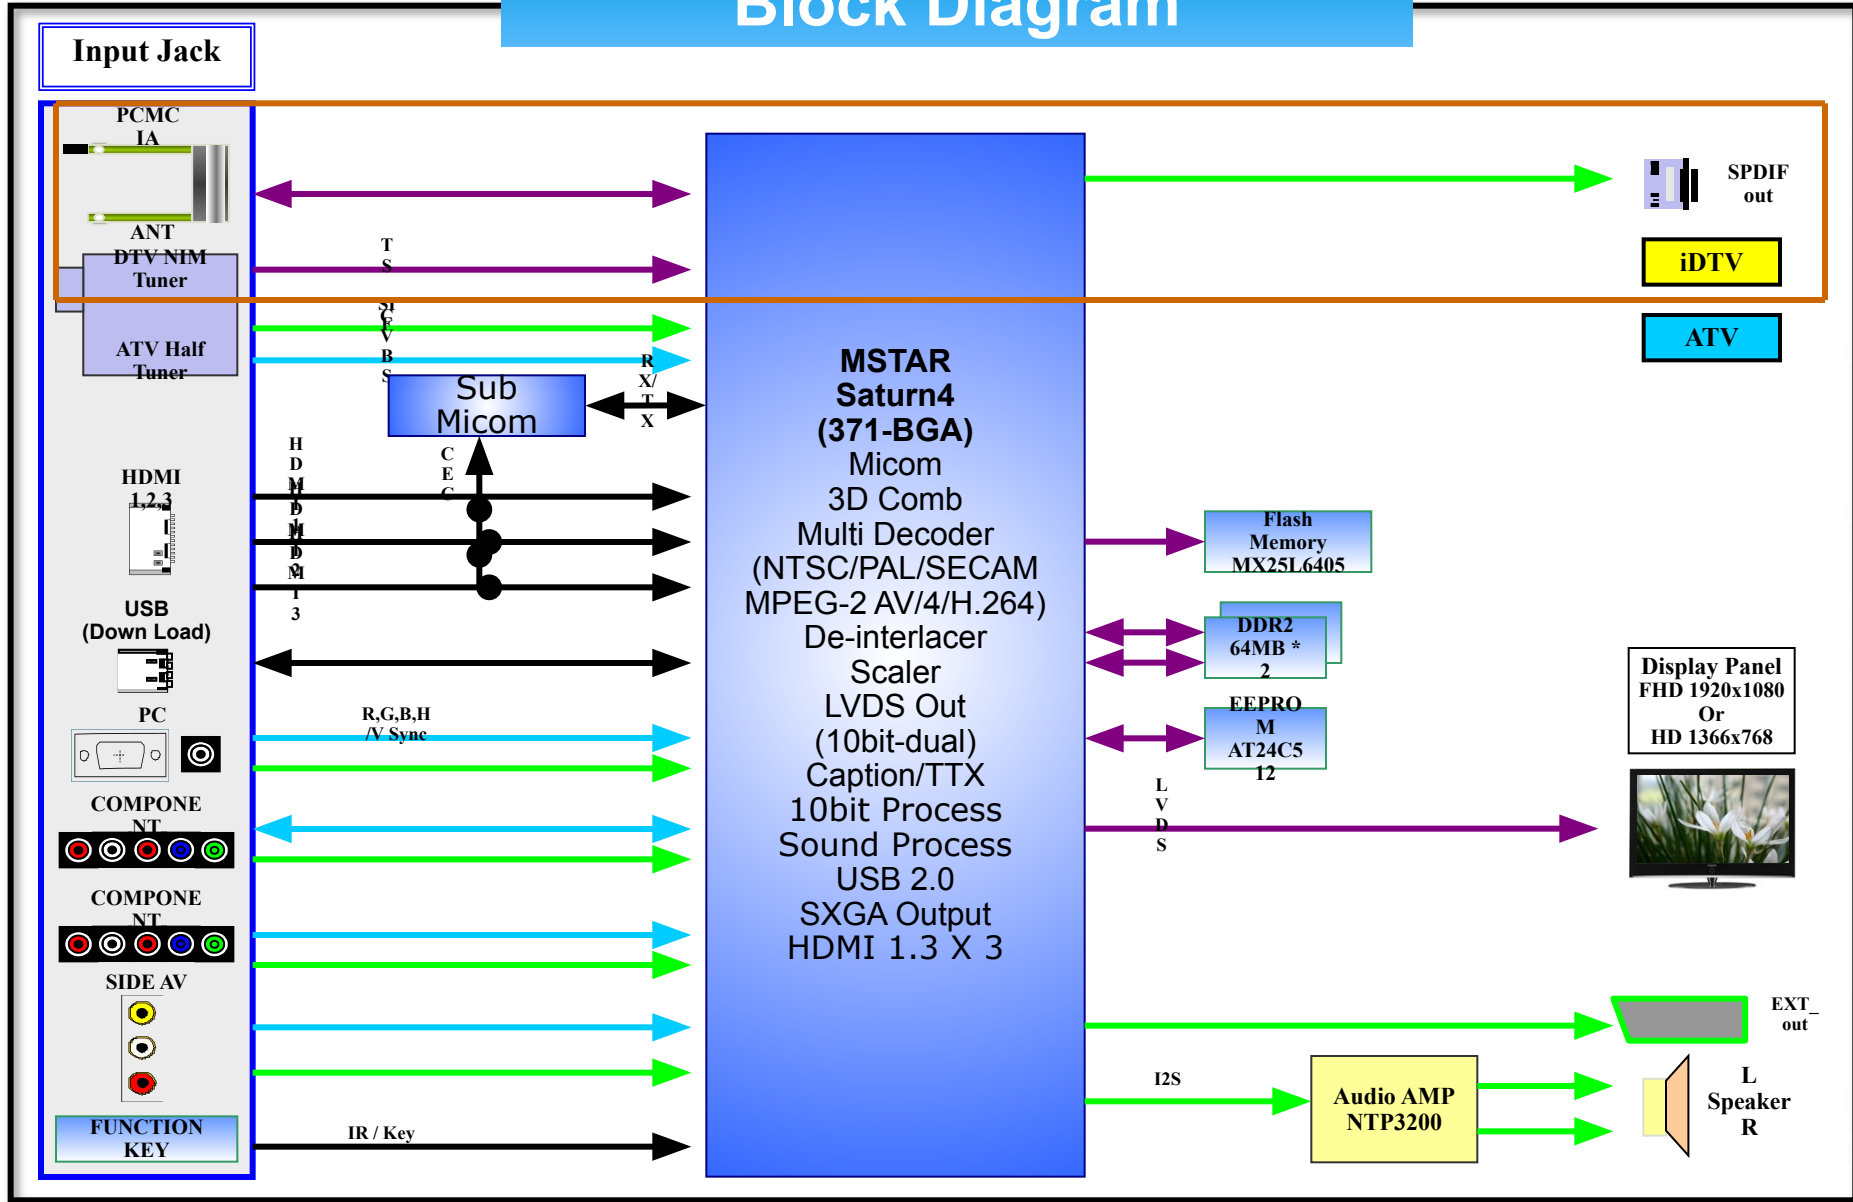 Block Diagram
Input Jack
PCMC
IA
ANT
DTV NIM
Tuner
ATV Half
Tuner
HDMI
1,2,3
USB
(Down Load)
PC
COMPONE
NT
COMPONE
NT
SIDE AV
FUNCTION
KEY
T
S
SI
F
C
V
B
S
R
X/
T
X
Sub
Micom
C
E
C
H
D
M
I
1
H
D
M
I
2
H
D
M
I
3
R,G,B,H
/V Sync
IR / Key
MSTAR
Saturn4
(371-BGA)
Micom
3D Comb
Multi Decoder
(NTSC/PAL/SECAM
MPEG-2 AV/4/H.264)
De-interlacer
Scaler
LVDS Out
(10bit-dual)
Caption/TTX
10bit Process
Sound Process
USB 2.0
SXGA Output
HDMI 1.3 X 3
Flash
Memory
MX25L6405
DDR2
64MB *
2
EEPRO
M
AT24C5
12
L
V
D
S
I2S
Audio AMP
NTP3200
SPDIF
out
iDTV
ATV
Display Panel
FHD 1920x1080
Or
HD 1366x768
EXT_
out
L
Speaker
R